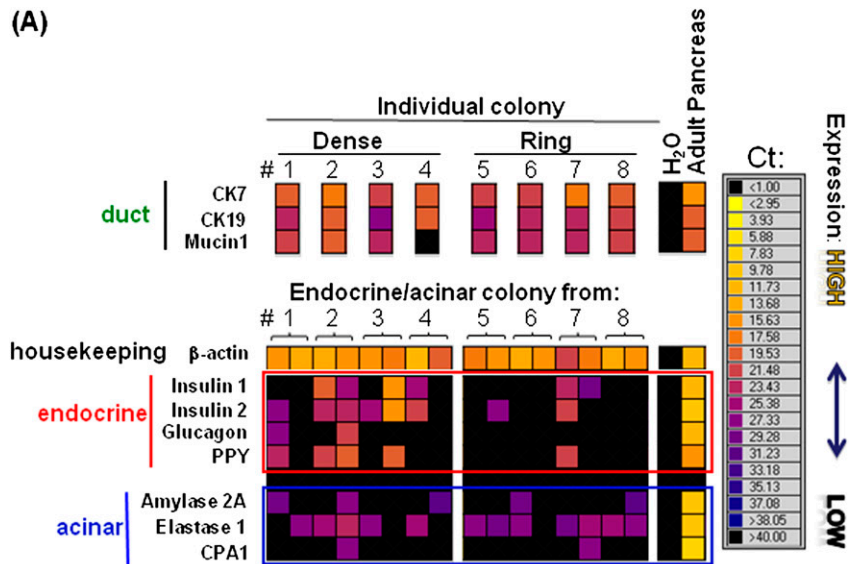 (A)
Individual colony
Dense Ring
# 1 2 3 4 5 6 7 8 H₂O Adult Pancreas
duct
CK7
CK19
Mucin1
Endocrine/acinar colony from:
# 1 2 3 4 5 6 7 8
housekeeping β-actin
endocrine
Insulin 1
Insulin 2
Glucagon
PPY
acinar
Amylase 2A
Elastase 1
CPA1
Ct:
<1.00
<2.95
3.93
5.88
7.83
9.78
11.73
13.68
15.63
17.58
19.53
21.48
23.43
25.38
27.33
29.28
31.23
33.18
35.13
37.08
>38.05
>40.00
Expression: HIGH
LOW